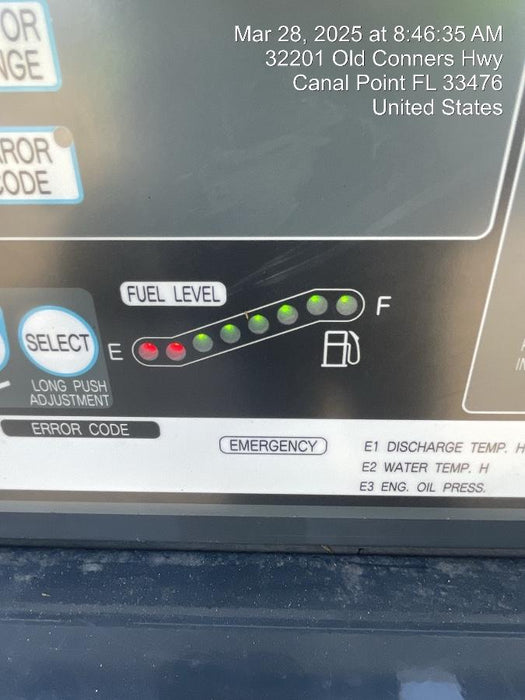 Mar 28, 2025 at 8:46:35 AM
32201 Old Conners Hwy
Canal Point FL 33476
United States
OR
NGE
ROR
CODE
FUEL LEVEL
F
SELECT
E
LONG PUSH
ADJUSTMENT
ERROR CODE
EMERGENCY
E1 DISCHARGE TEMP. H
E2 WATER TEMP. H
E3 ENG. OIL PRESS.